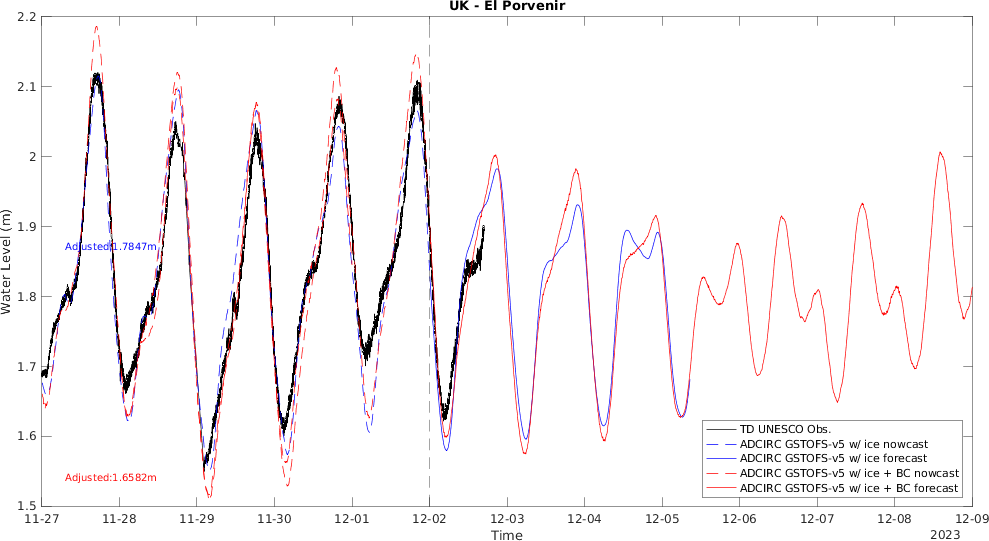 UK - El Porvenir
2.2
2.1
2
1.9
1.8
1.7
1.6
1.5
Water Level (m)
Adjusted:1.7847m
Adjusted:1.6582m
TD UNESCO Obs.
ADCIRC GSTOFS-v5 w/ ice nowcast
ADCIRC GSTOFS-v5 w/ ice forecast
ADCIRC GSTOFS-v5 w/ ice + BC nowcast
ADCIRC GSTOFS-v5 w/ ice + BC forecast
11-27 11-28 11-29 11-30 12-02 12-03 12-04 12-05 12-06 12-07 12-08 12-09
Time
2023